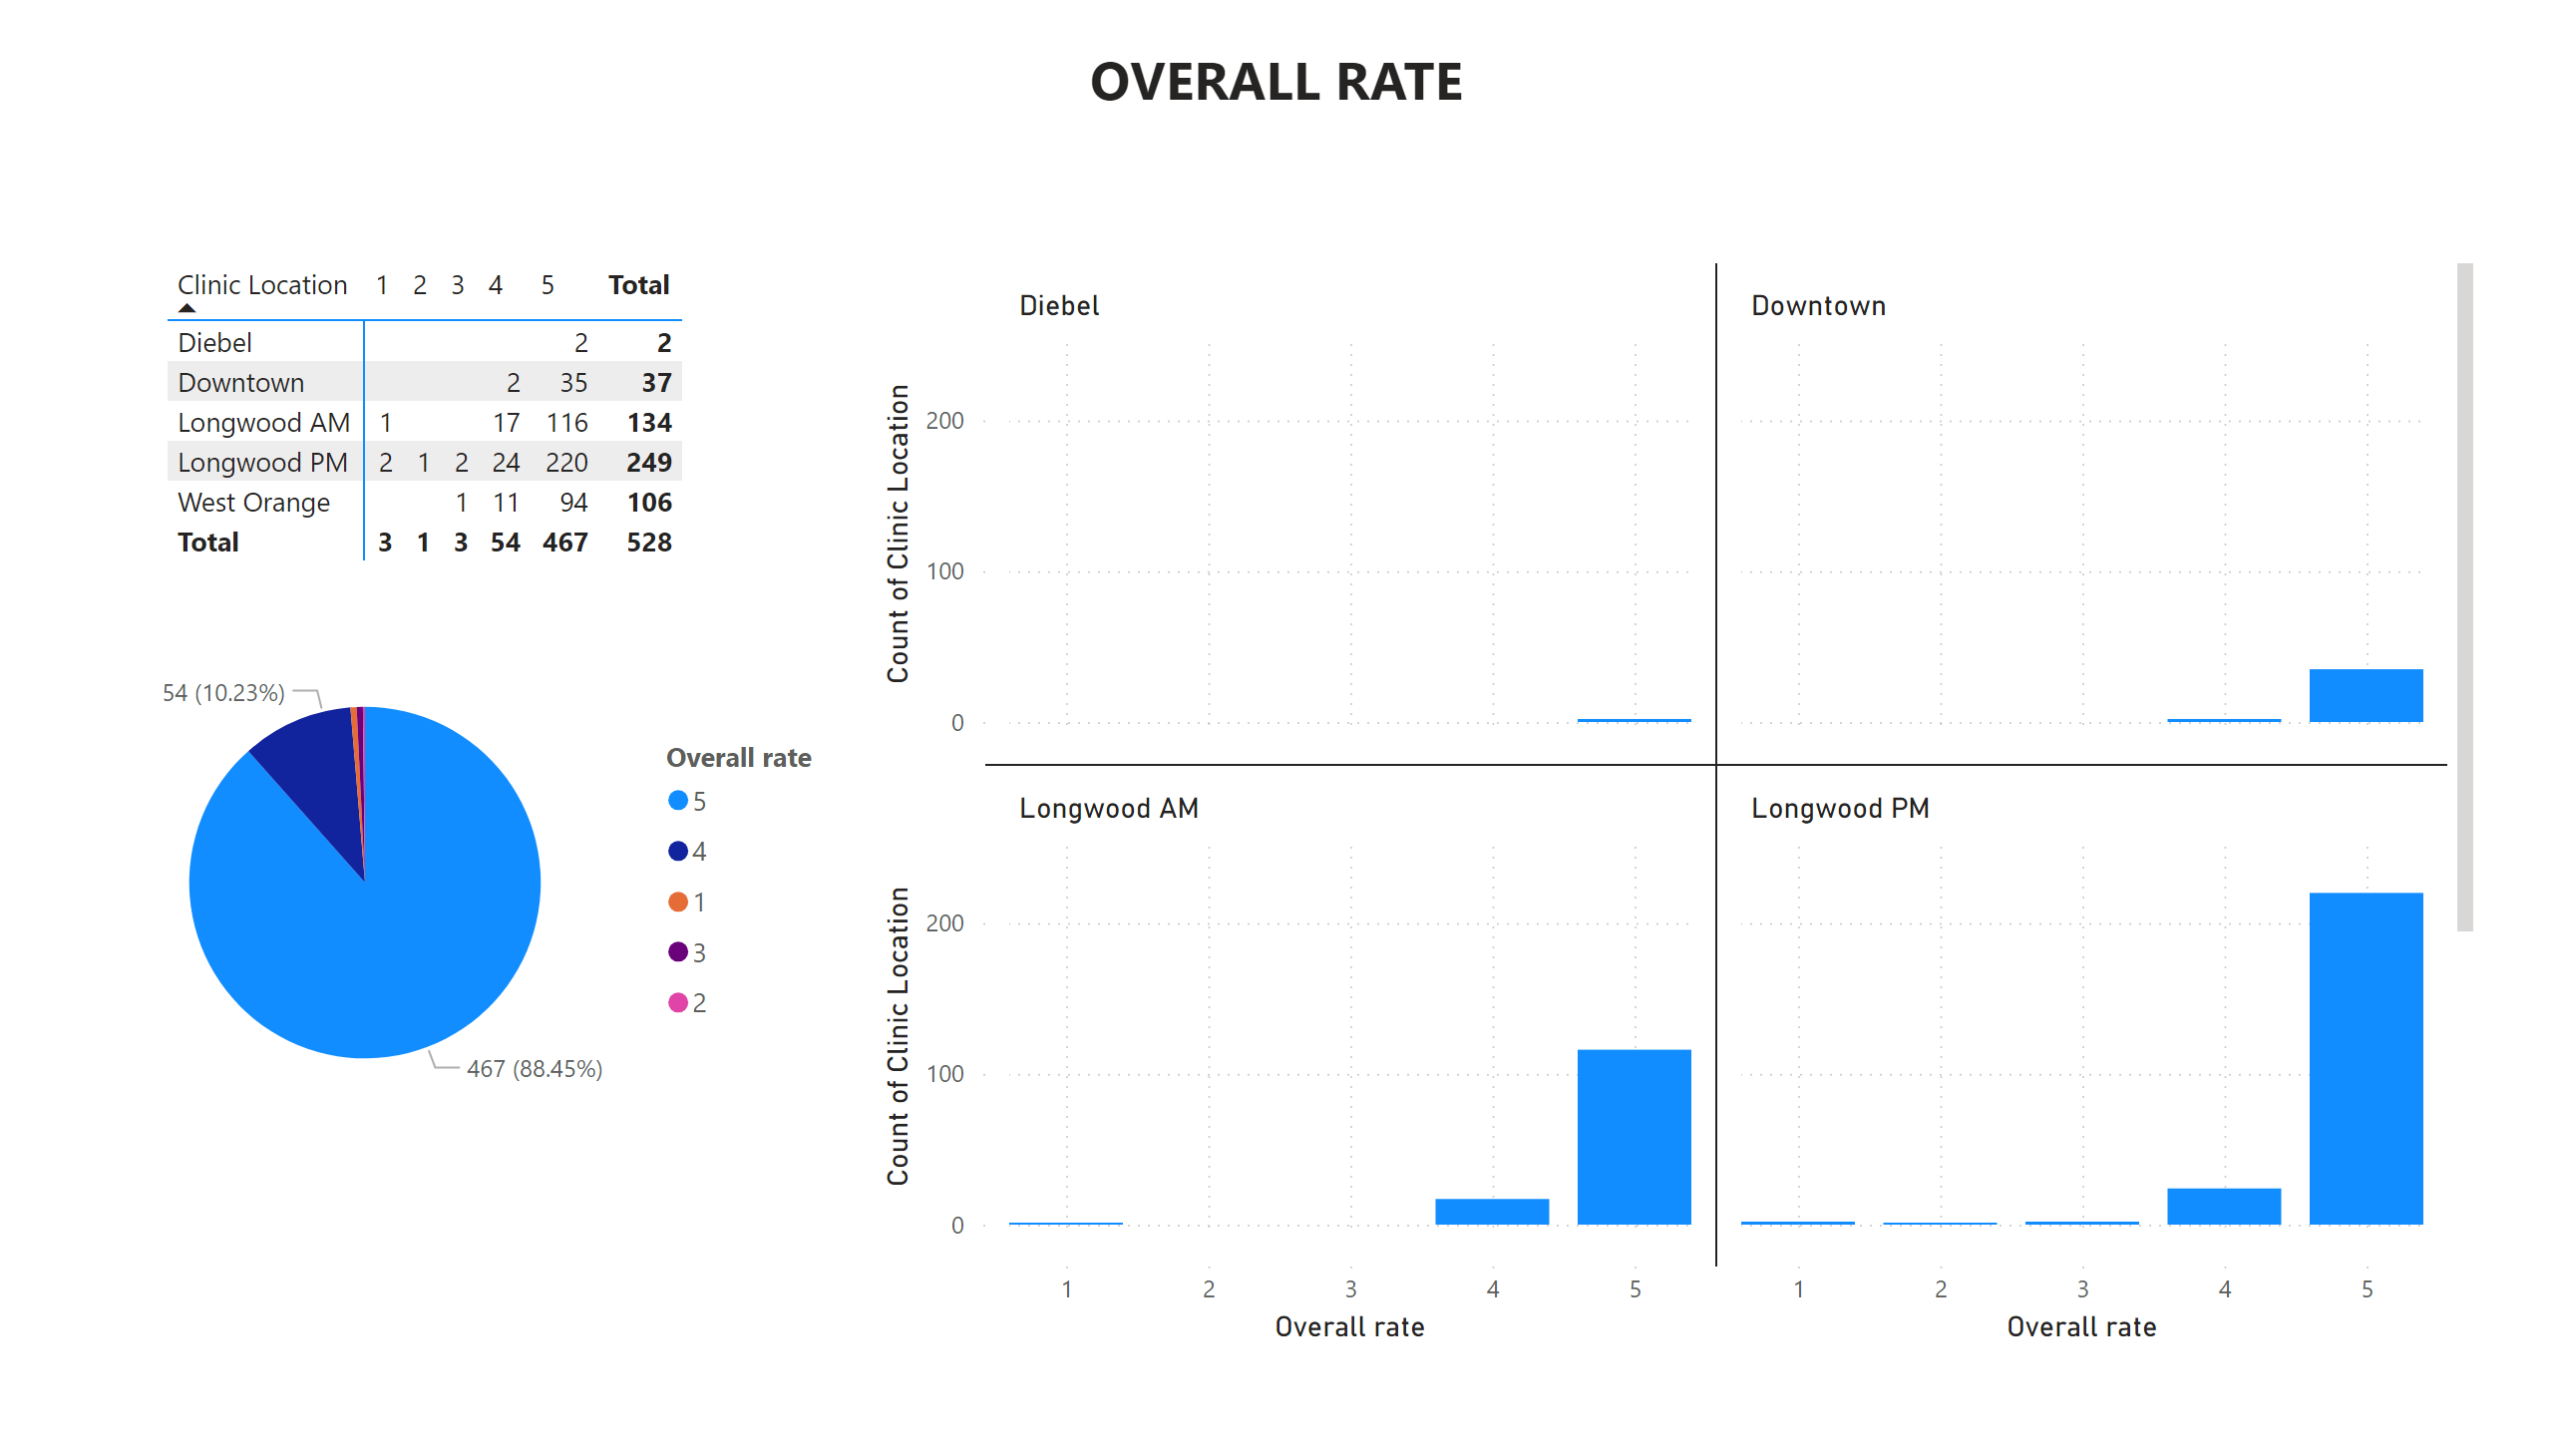 OVERALL RATE
Clinic Location 1 2 3 4 5 Total
Diebel 2 2
Downtown 2 35 37
Longwood AM 1 17 116 134
Longwood PM 2 1 2 24 220 249
West Orange 1 11 94 106
Total 3 1 3 54 467 528
54 (10.23%)
467 (88.45%)
Overall rate
5
4
1
3
2
Diebel
Count of Clinic Location
200
100
0
Downtown
Longwood AM
Count of Clinic Location
200
100
0
1 2 3 4 5
Overall rate
Longwood PM
1 2 3 4 5
Overall rate